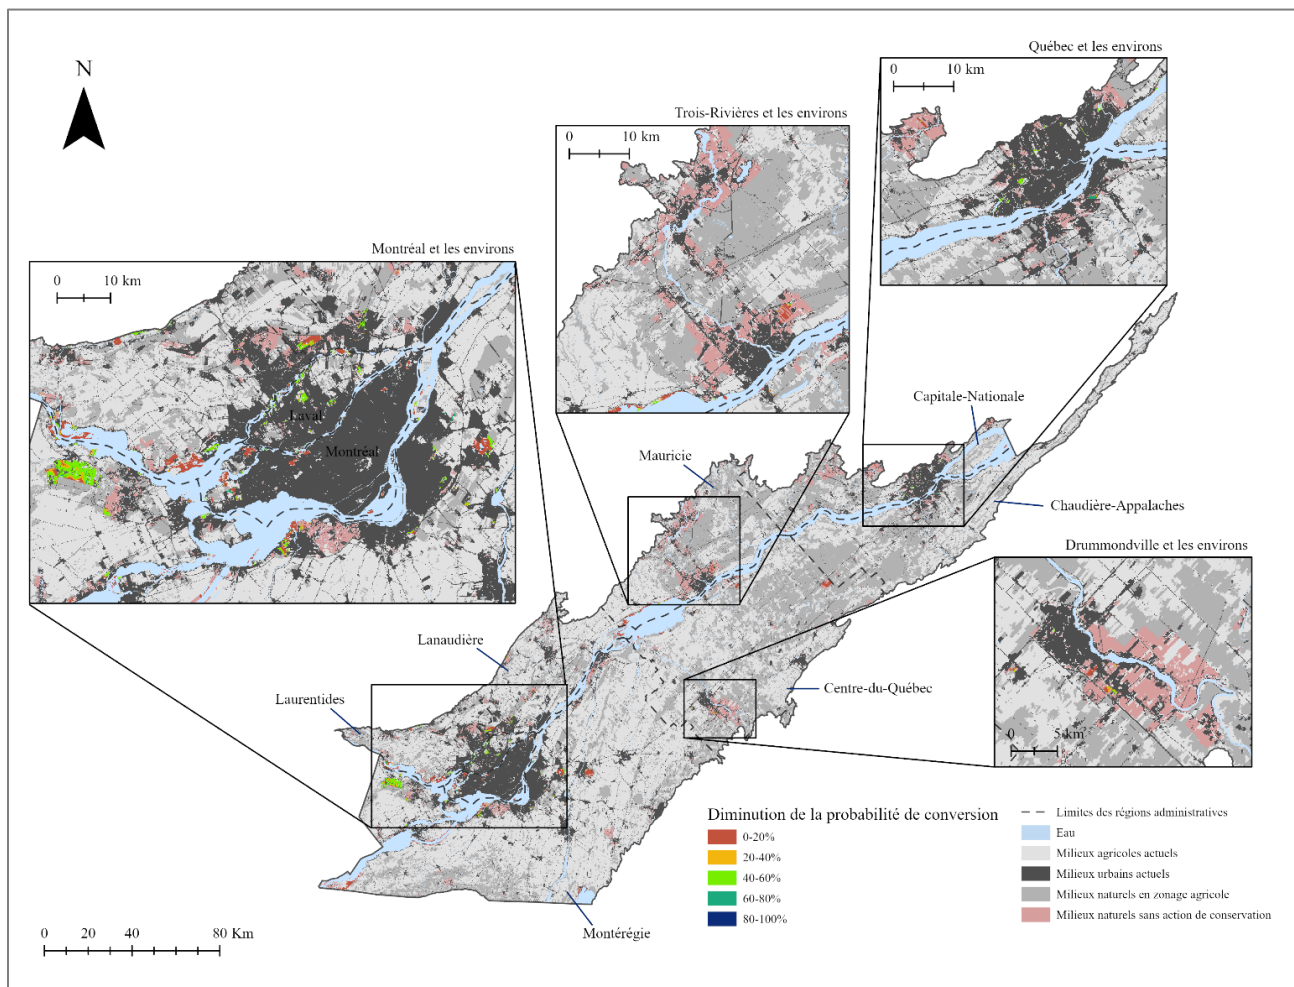 N
Québec et les environs
0 10 km
Trois-Rivières et les environs
0 10 km
Montréal et les environs
0 10 km
Laval
Montréal
Capitale-Nationale
Mauricie
Chaudière-Appalaches
Drummondville et les environs
0 5 km
Lanaudière
Laurentides
Centre-du-Québec
Montérégie
Diminution de la probabilité de conversion
0-20%
20-40%
40-60%
60-80%
80-100%
Limites des régions administratives
Eau
Milieux agricoles actuels
Milieux urbains actuels
Milieux naturels en zonage agricole
Milieux naturels sans action de conservation
0 20 40 80 Km